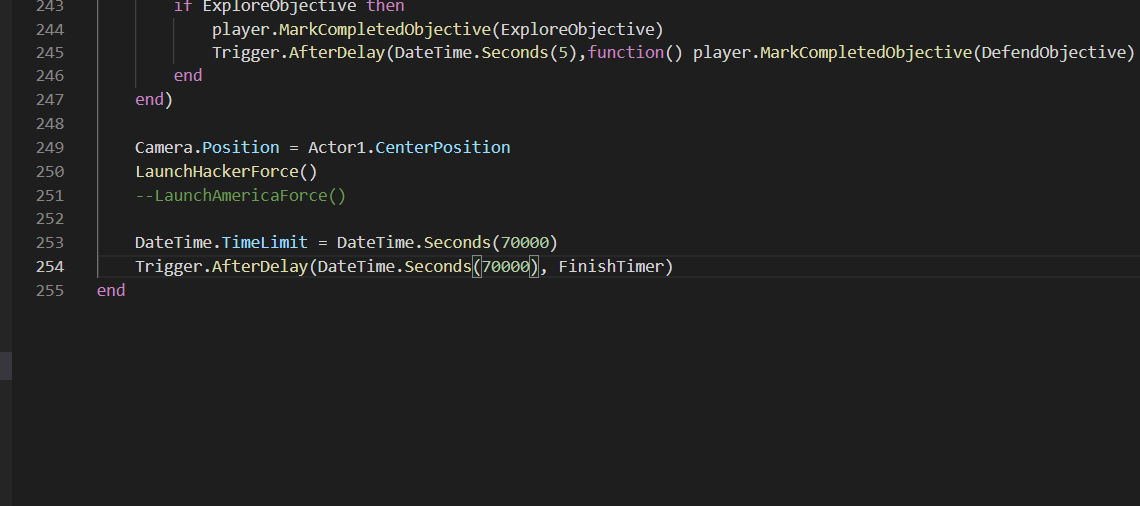 243 if ExploreObjective then
244 player.MarkCompletedObjective(ExploreObjective)
245 Trigger.AfterDelay(DateTime.Seconds(5),function() player.MarkCompletedObjective(DefendObjective)
246 end
247 end)
248
249 Camera.Position = Actor1.CenterPosition
250 LaunchHackerForce()
251 --LaunchAmericaForce()
252
253 DateTime.TimeLimit = DateTime.Seconds(70000)
254 Trigger.AfterDelay(DateTime.Seconds(70000), FinishTimer)
255 end